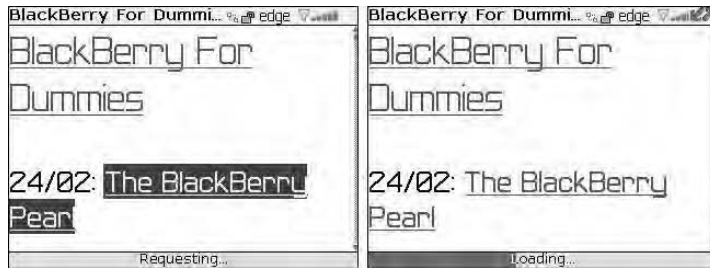 BlackBerry For Dummi... edge
BlackBerry For
Dummies
24/02: The BlackBerry
Pearl
Requesting...
BlackBerry For Dummi... edge
BlackBerry For
Dummies
24/02: The BlackBerry
Pearl
Loading...